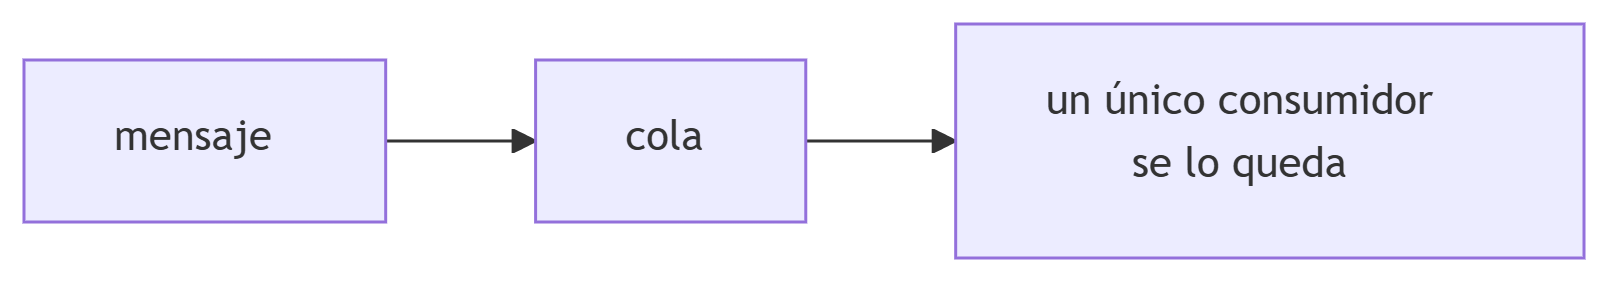 mensaje
cola
un único consumidor
se lo queda